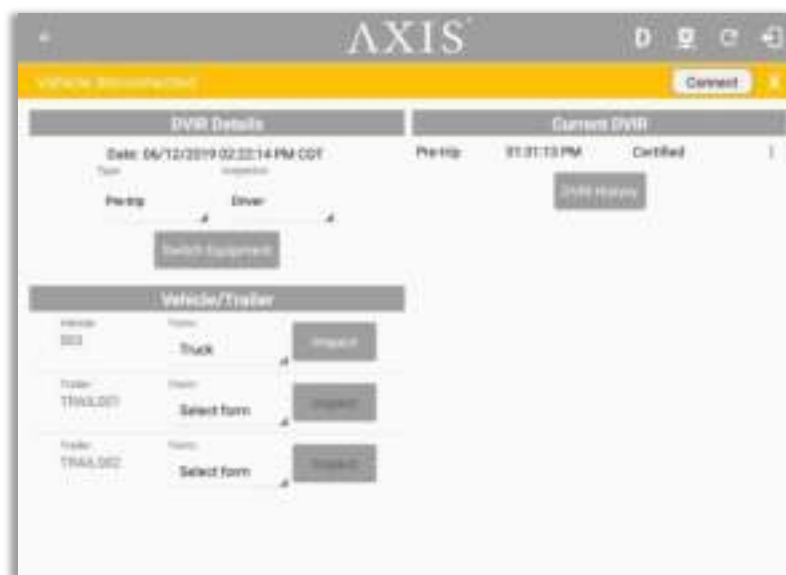 AXIS
D
Vehicle disconnected
Connect
X
DVIR Details
Date: 06/12/2019 02:22:14 PM CDT
Type Inspector
Pre-trip Driver
Switch Equipment
Vehicle/Trailer
Vehicle Form
Truck Inspect
Trailer Form
TRAIL001 Select form Inspect
Trailer Form
TRAIL002 Select form Inspect
Current DVIR
Pre-trip 01:31:13 PM Certified
DVIR History